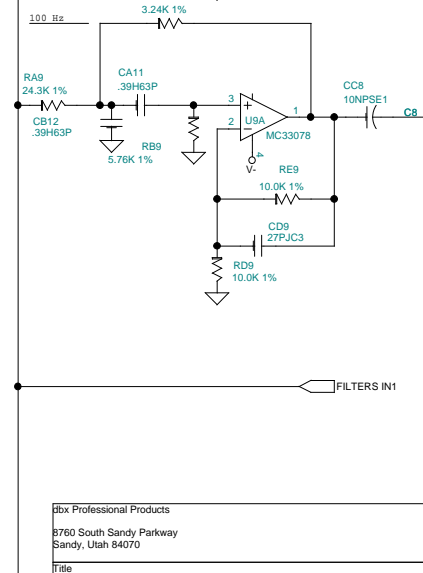 3.24K 1%
100 Hz
RA9
24.3K 1%
CA11
.39H63P
CB12
.39H63P
RB9
5.76K 1%
3
2
1
U9A
MC33078
4
V-
CC8
10NPSE1
C8
RE9
10.0K 1%
CD9
27PJC3
RD9
10.0K 1%
FILTERS IN1
dbx Professional Products
8760 South Sandy Parkway
Sandy, Utah 84070
Title